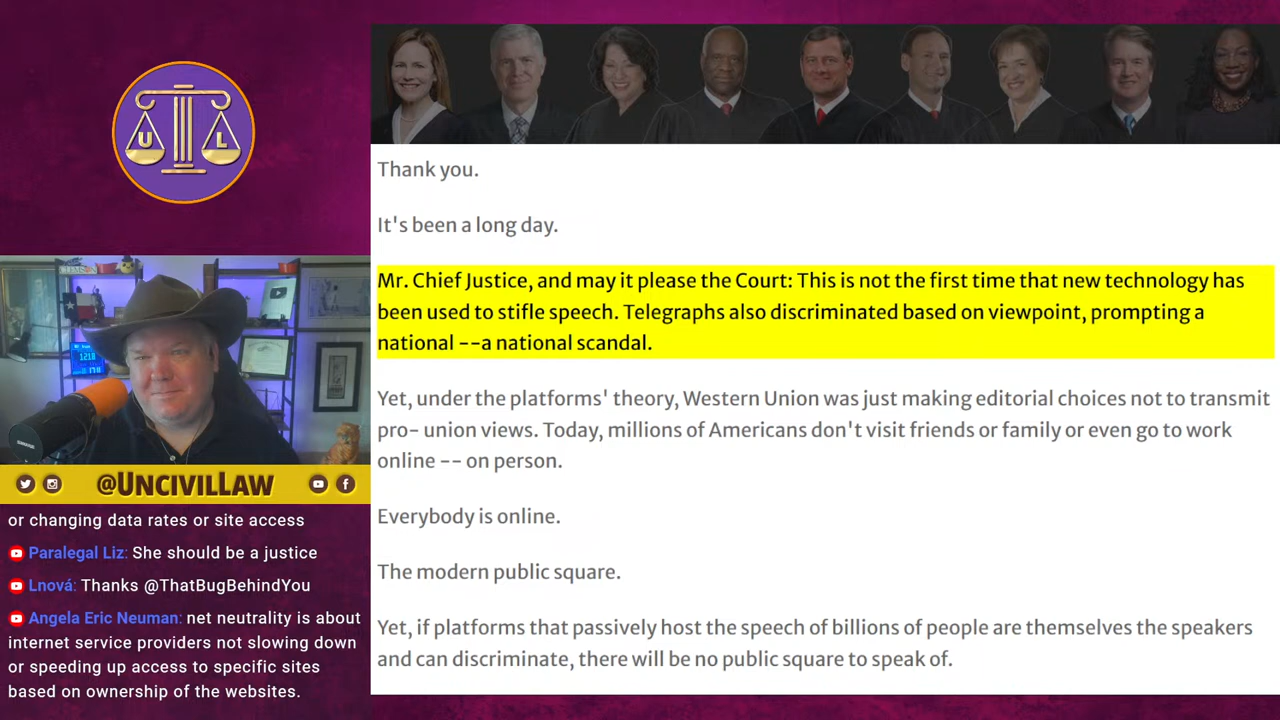 U L
1218
@UNCIVILLAW
or changing data rates or site access
Paralegal Liz: She should be a justice
Lnová: Thanks @ThatBugBehindYou
Angela Eric Neuman: net neutrality is about
internet service providers not slowing down
or speeding up access to specific sites
based on ownership of the websites.
Thank you.
It's been a long day.
Mr. Chief Justice, and may it please the Court: This is not the first time that new technology has
been used to stifle speech. Telegraphs also discriminated based on viewpoint, prompting a
national --a national scandal.
Yet, under the platforms' theory, Western Union was just making editorial choices not to transmit
pro- union views. Today, millions of Americans don't visit friends or family or even go to work
online -- on person.
Everybody is online.
The modern public square.
Yet, if platforms that passively host the speech of billions of people are themselves the speakers
and can discriminate, there will be no public square to speak of.